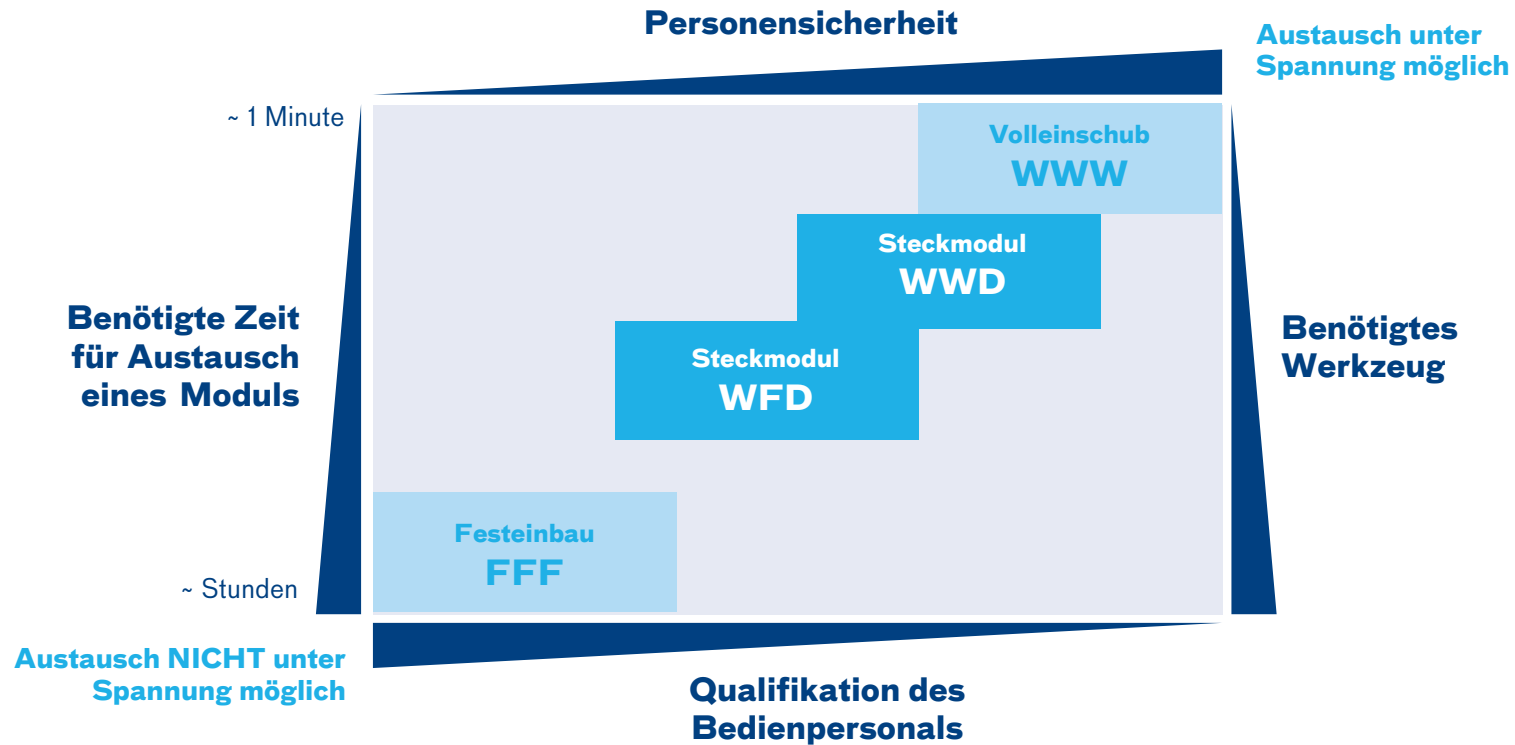 Personensicherheit
Austausch unter
Spannung möglich
~ 1 Minute
Volleinschub
WWW
Steckmodul
WWD
Benötigte Zeit
für Austausch
eines Moduls
Benötigtes
Werkzeug
Steckmodul
WFD
Festeinbau
FFF
~ Stunden
Austausch NICHT unter
Spannung möglich
Qualifikation des
Bedienpersonals